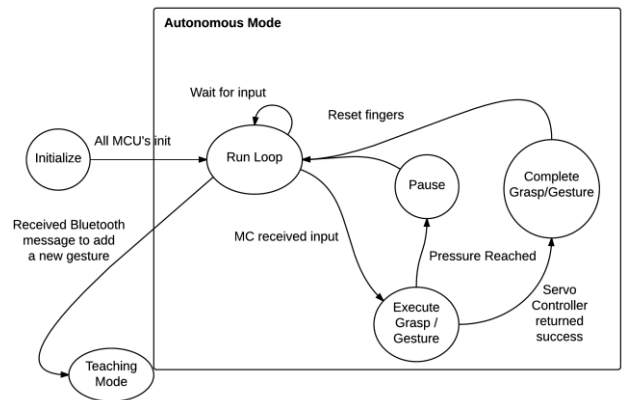 Autonomous Mode
Wait for input
Reset fingers
All MCU's init
Initialize
Run Loop
Pause
Complete
Grasp/Gesture
Received Bluetooth
message to add
a new gesture
MC received input
Pressure Reached
Execute
Grasp /
Gesture
Servo
Controller
returned
success
Teaching
Mode